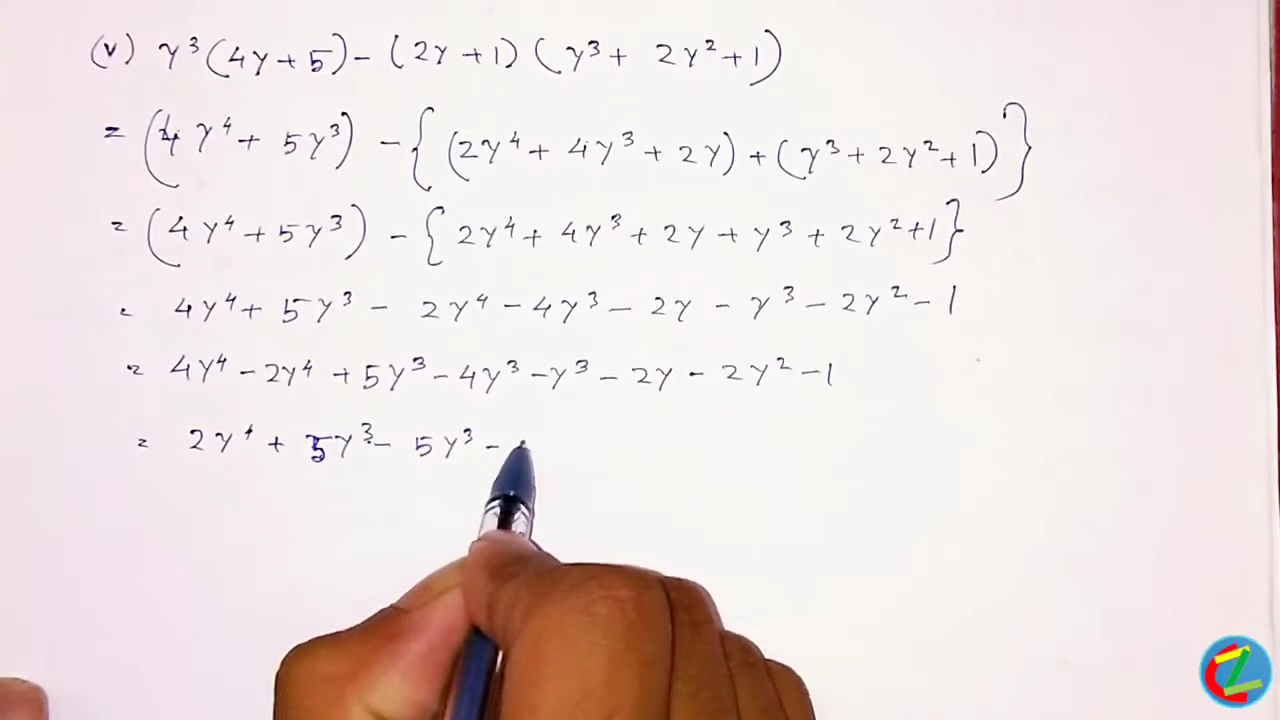 (v) y³(4y+5) - (2y+1) (y³ + 2y² + 1)
= (4y⁴ + 5y³) - {(2y⁴ + 4y³ + 2y) + (y³ + 2y² + 1)}
= (4y⁴ + 5y³) - {2y⁴ + 4y³ + 2y + y³ + 2y² + 1}
= 4y⁴ + 5y³ - 2y⁴ - 4y³ - 2y - y³ - 2y² - 1
= 4y⁴ - 2y⁴ + 5y³ - 4y³ - y³ - 2y - 2y² - 1
= 2y⁴ + 5y³ - 5y³ -